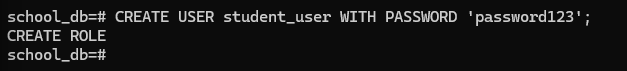 school_db=# CREATE USER student_user WITH PASSWORD 'password123';
CREATE ROLE
school_db=#